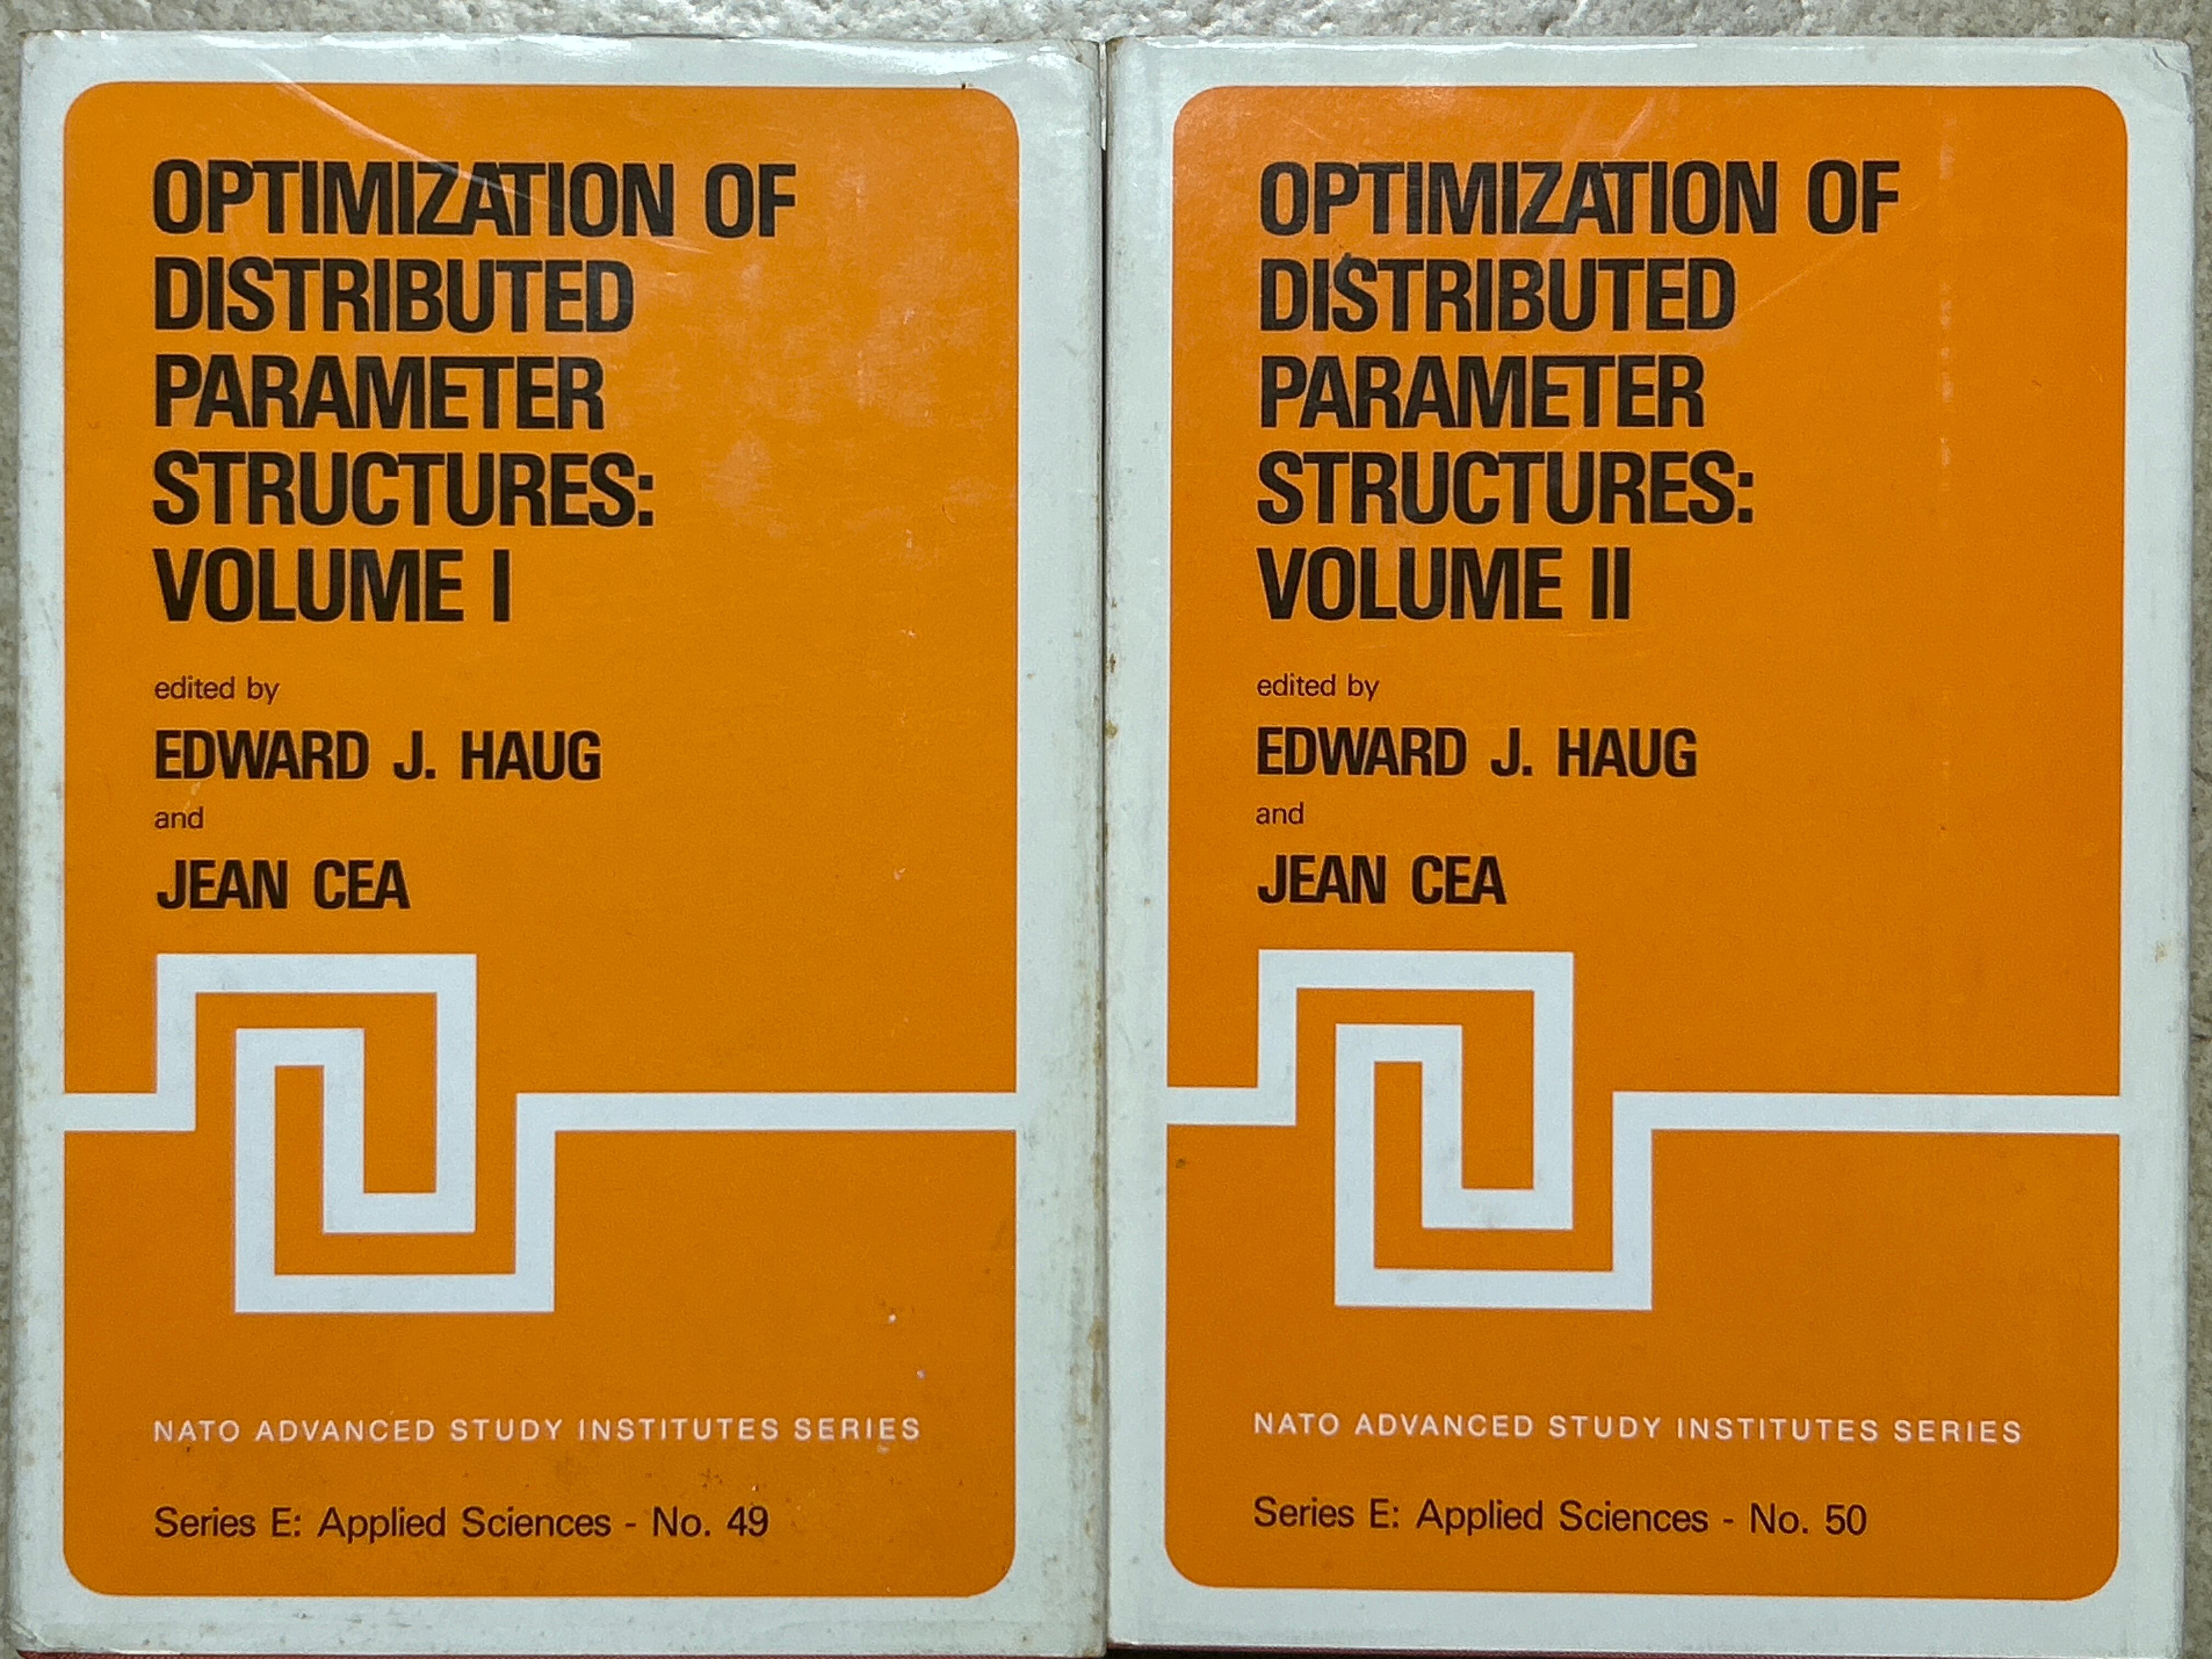 OPTIMIZATION OF
DISTRIBUTED
PARAMETER
STRUCTURES:
VOLUME I
edited by
EDWARD J. HAUG
and
JEAN CEA
NATO ADVANCED STUDY INSTITUTES SERIES
Series E: Applied Sciences - No. 49
OPTIMIZATION OF
DISTRIBUTED
PARAMETER
STRUCTURES:
VOLUME II
edited by
EDWARD J. HAUG
and
JEAN CEA
NATO ADVANCED STUDY INSTITUTES SERIES
Series E: Applied Sciences - No. 50